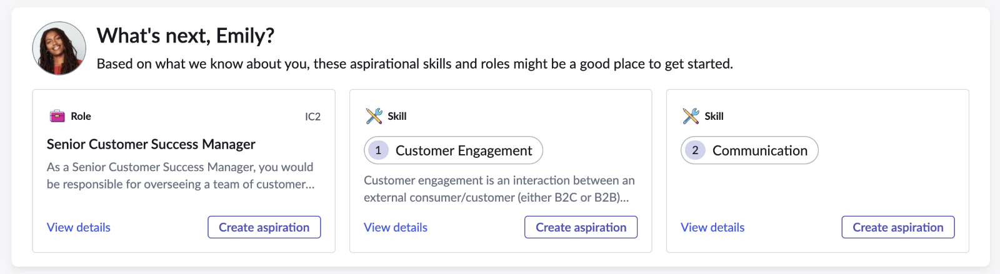 What's next, Emily?
Based on what we know about you, these aspirational skills and roles might be a good place to get started.
Role
IC2
Senior Customer Success Manager
As a Senior Customer Success Manager, you would
be responsible for overseeing a team of customer...
View details
Create aspiration
Skill
1 Customer Engagement
Customer engagement is an interaction between an
external consumer/customer (either B2C or B2B)...
View details
Create aspiration
Skill
2 Communication
View details
Create aspiration